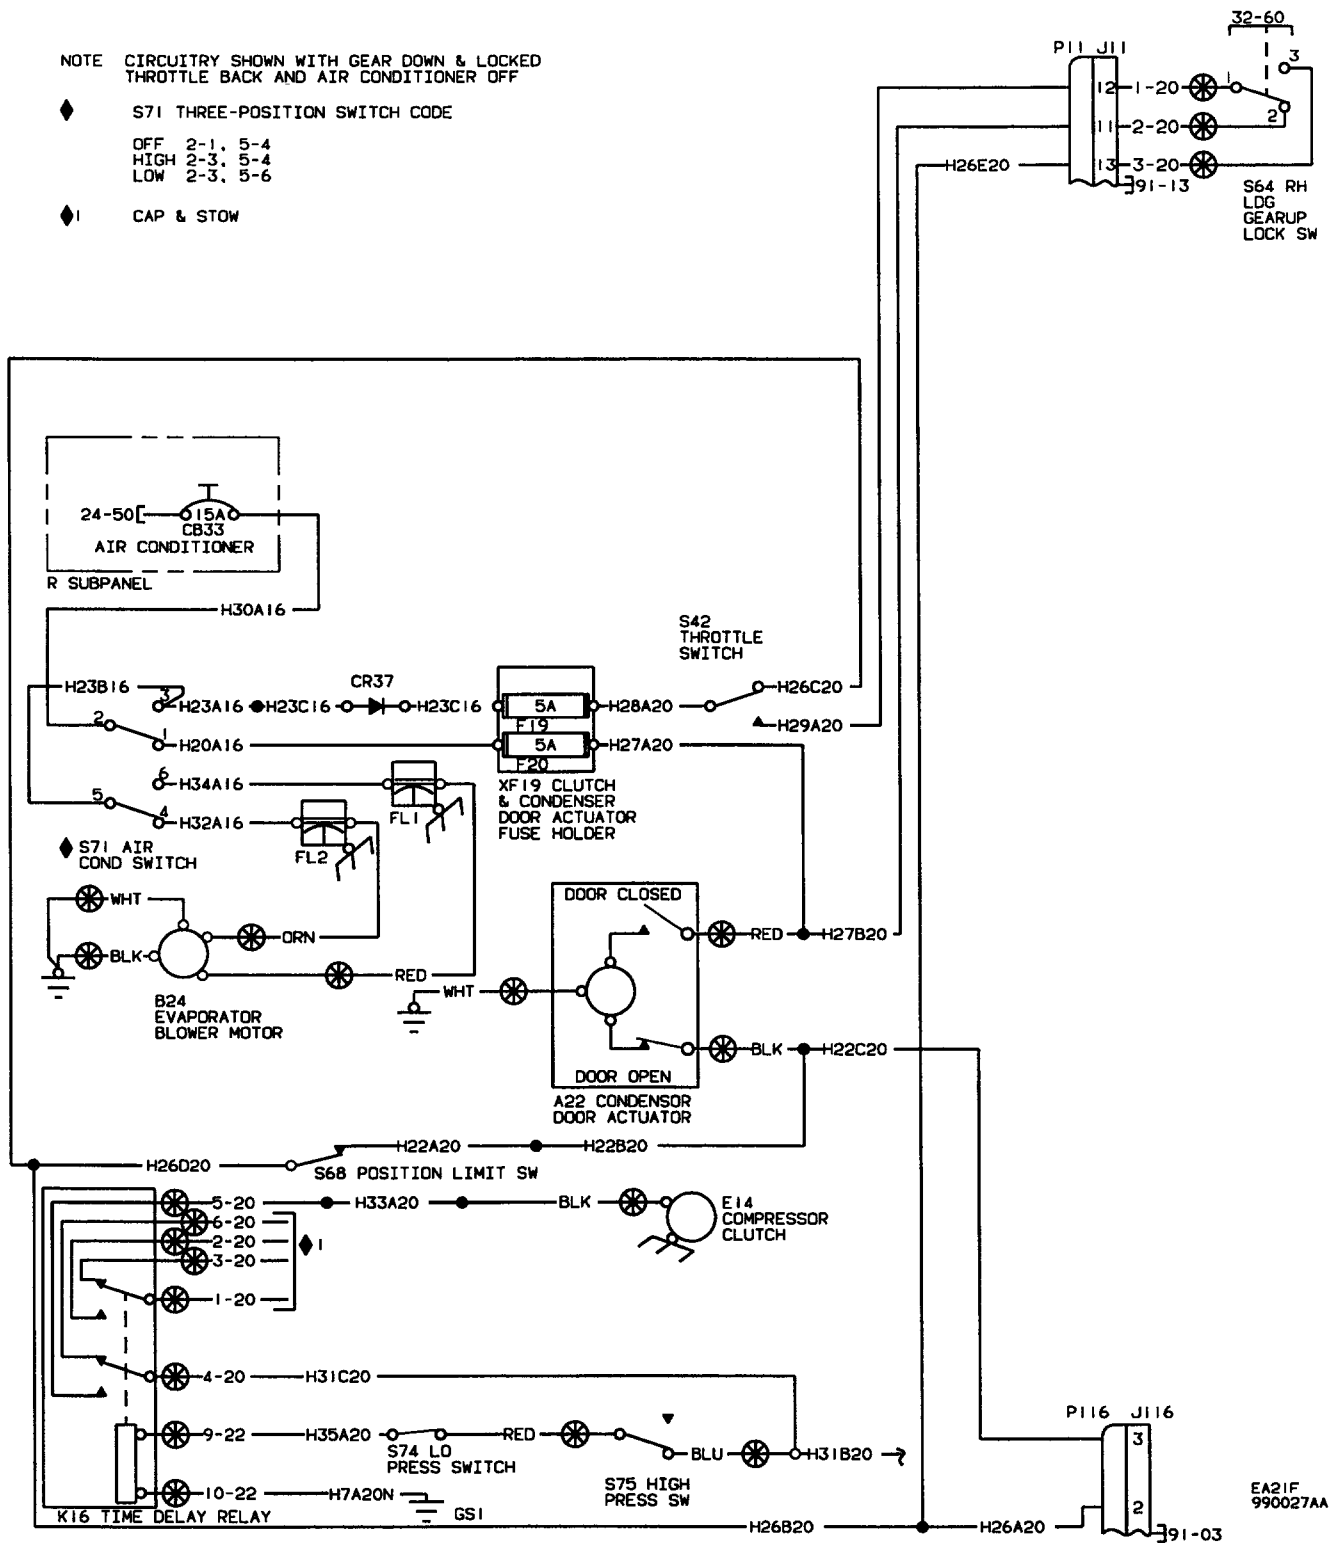 32-60
P11 J11
NOTE CIRCUITRY SHOWN WITH GEAR DOWN & LOCKED
THROTTLE BACK AND AIR CONDITIONER OFF
S71 THREE-POSITION SWITCH CODE
OFF 2-1, 5-4
HIGH 2-3, 5-4
LOW 2-3, 5-6
1 CAP & STOW
12 1-20 1 3
11 2-20 2
H26E20 13 3-20
91-13
S64 RH
LDG
GEARUP
LOCK SW
24-50 15A
CB33
AIR CONDITIONER
R SUBPANEL
H30A16
S42
THROTTLE
SWITCH
H23B16 CR37 H26C20
3 H23A16 H23C16 H23C16 5A H28A20
F19
2 H29A20
1 H20A16 5A H27A20
F20
6 H34A16
FL1
XF19 CLUTCH
& CONDENSER
DOOR ACTUATOR
FUSE HOLDER
5 4 H32A16
FL2
S71 AIR
COND SWITCH
WHT
ORN
BLK
RED
B24
EVAPORATOR
BLOWER MOTOR
DOOR CLOSED
RED H27B20
WHT
BLK H22C20
DOOR OPEN
A22 CONDENSOR
DOOR ACTUATOR
H22A20 H22B20
H26D20
S68 POSITION LIMIT SW
5-20 H33A20 BLK
E14
COMPRESSOR
CLUTCH
6-20
2-20 1
3-20
1-20
4-20 H31C20
9-22 H35A20 RED
S74 LO
PRESS SWITCH
BLU H31B20
S75 HIGH
PRESS SW
10-22 H7A20N
GS1
K16 TIME DELAY RELAY
P116 J116
3
2
H26B20 H26A20
91-03
EA21F
990027AA